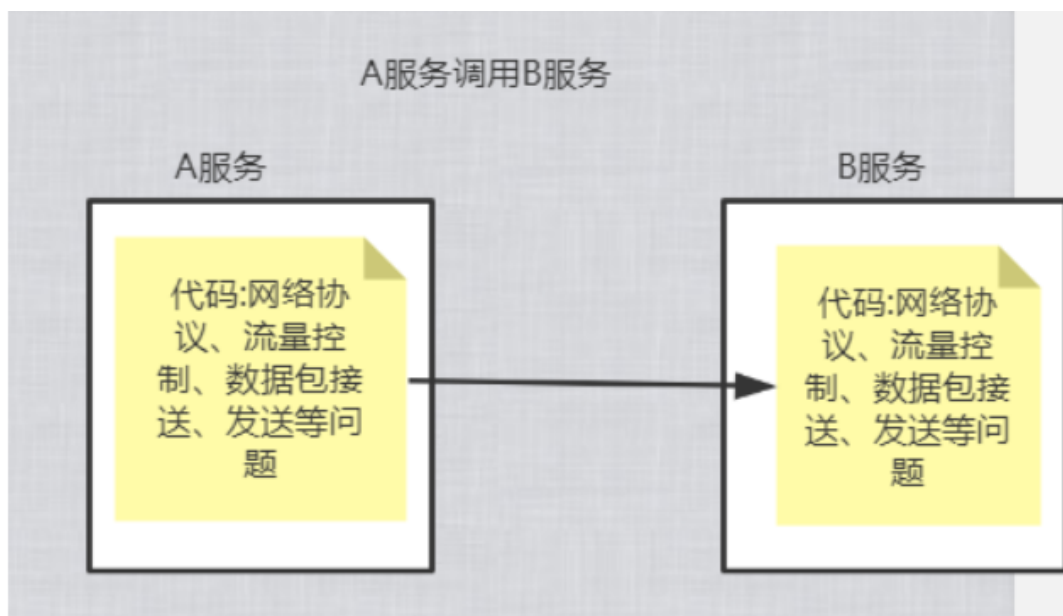 A服务调用B服务
A服务
B服务
代码:网络协
议、流量控
制、数据包接
送、发送等问
题
代码:网络协
议、流量控
制、数据包接
送、发送等问
题